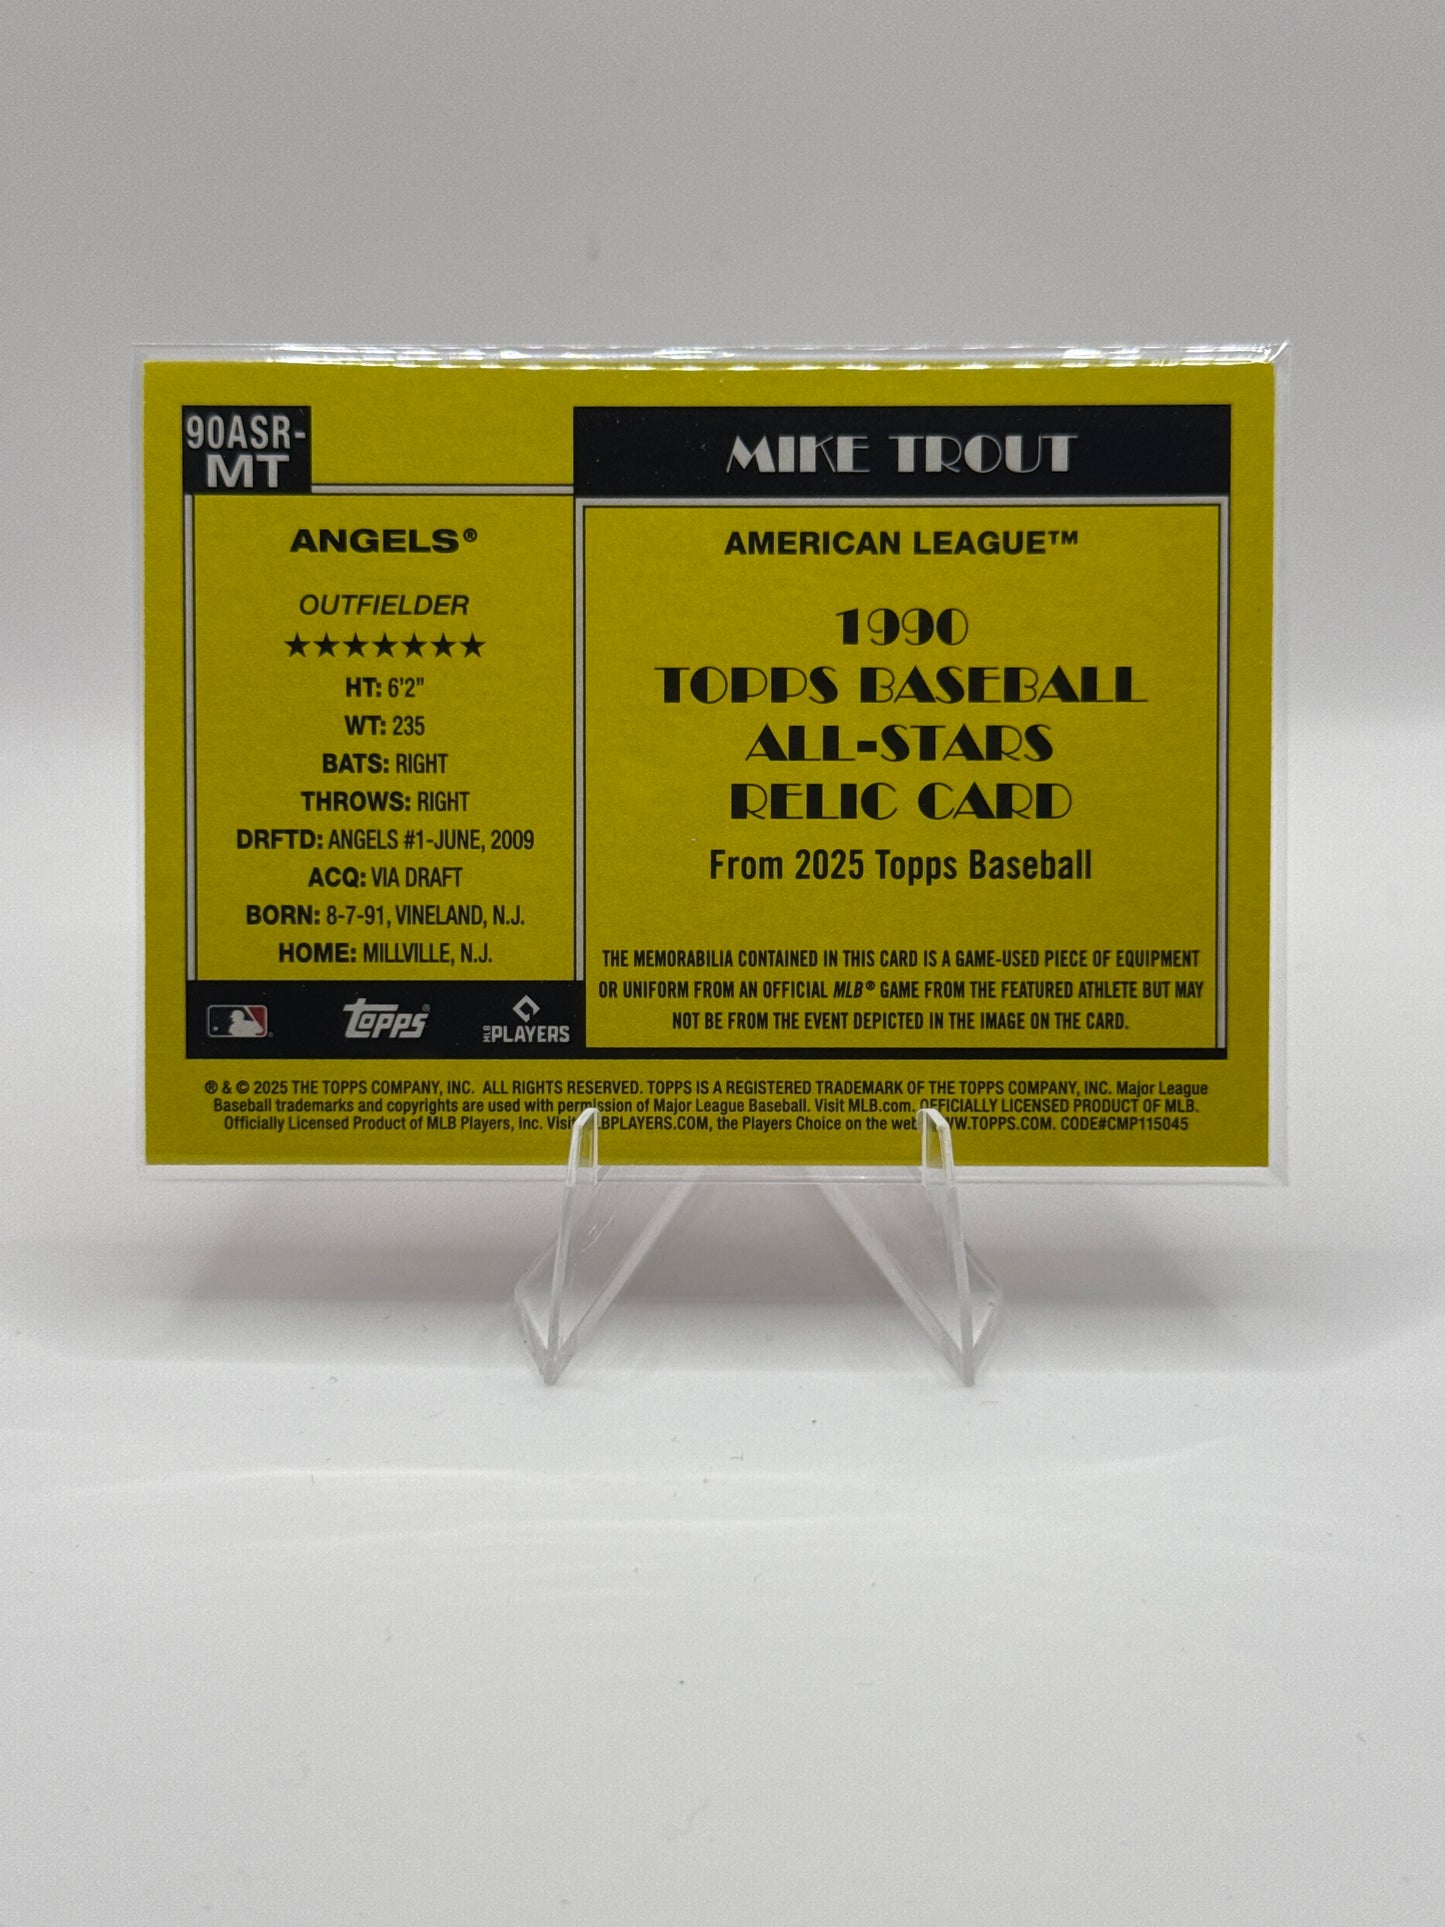 90ASR-
MT
MIKE TROUT
ANGELS®
OUTFIELDER
★★★★★★★
HT: 6'2"
WT: 235
BATS: RIGHT
THROWS: RIGHT
DRFTD: ANGELS #1-JUNE, 2009
ACQ: VIA DRAFT
BORN: 8-7-91, VINELAND, N.J.
HOME: MILLVILLE, N.J.
AMERICAN LEAGUE™
1990
TOPPS BASEBALL
ALL-STARS
RELIC CARD
From 2025 Topps Baseball
THE MEMORABILIA CONTAINED IN THIS CARD IS A GAME-USED PIECE OF EQUIPMENT
OR UNIFORM FROM AN OFFICIAL MLB® GAME FROM THE FEATURED ATHLETE BUT MAY
NOT BE FROM THE EVENT DEPICTED IN THE IMAGE ON THE CARD.
Topps®
MLB PLAYERS
® & © 2025 THE TOPPS COMPANY, INC. ALL RIGHTS RESERVED. TOPPS IS A REGISTERED TRADEMARK OF THE TOPPS COMPANY, INC. Major League
Baseball trademarks and copyrights are used with permission of Major League Baseball. Visit MLB.com. OFFICIALLY LICENSED PRODUCT OF MLB.
Officially Licensed Product of MLB Players, Inc. Visit BPLAYERS.COM, the Players Choice on the web W.TOPPS.COM. CODE#CMP115045